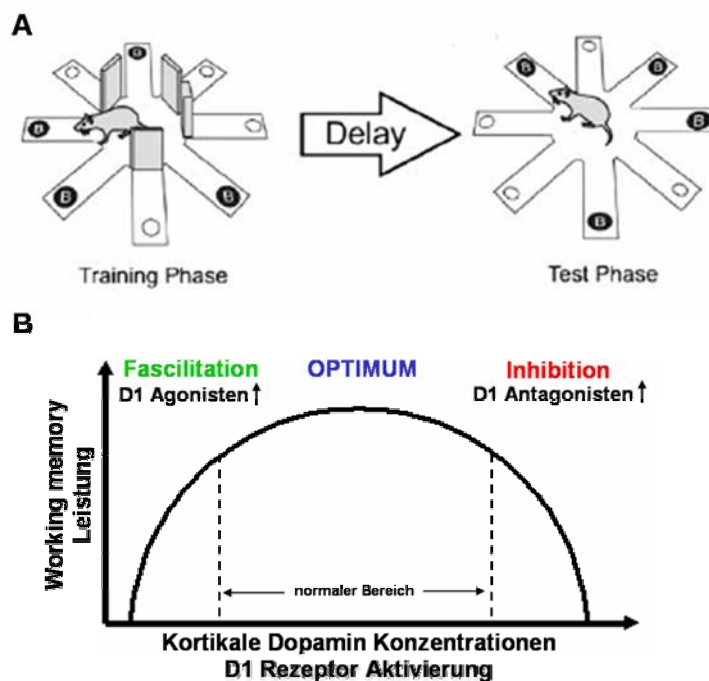 A
B
B
B
B
Delay
B
B
B
B
Training Phase
Test Phase
B
Fascilitation
OPTIMUM
Inhibition
D1 Agonisten↑
D1 Antagonisten↑
Working memory
Leistung
normaler Bereich
Kortikale Dopamin Konzentrationen
D1 Rezeptor Aktivierung